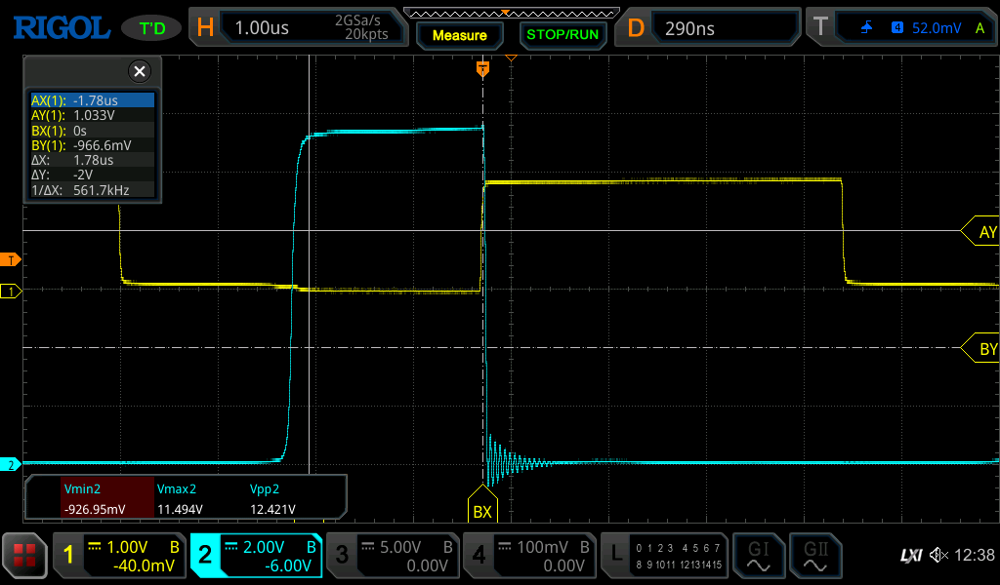 RIGOL T'D H 1.00us 2GSa/s 20kpts Measure STOP/RUN D 290ns T 4 52.0mV A
T
AX(1): -1.78us
AY(1): 1.033V
BX(1): 0s
BY(1): -966.6mV
ΔX: 1.78us
ΔY: -2V
1/ΔX: 561.7kHz
AY
T
1
BY
2
Vmin2 Vmax2 Vpp2
-926.95mV 11.494V 12.421V
BX
1 1.00V B -40.0mV
2 2.00V B -6.00V
3 5.00V B 0.00V
4 100mV B 0.00V
L 0 1 2 3 4 5 6 7
8 9 10 11 12 13 14 15
GI GII LXI 12:38